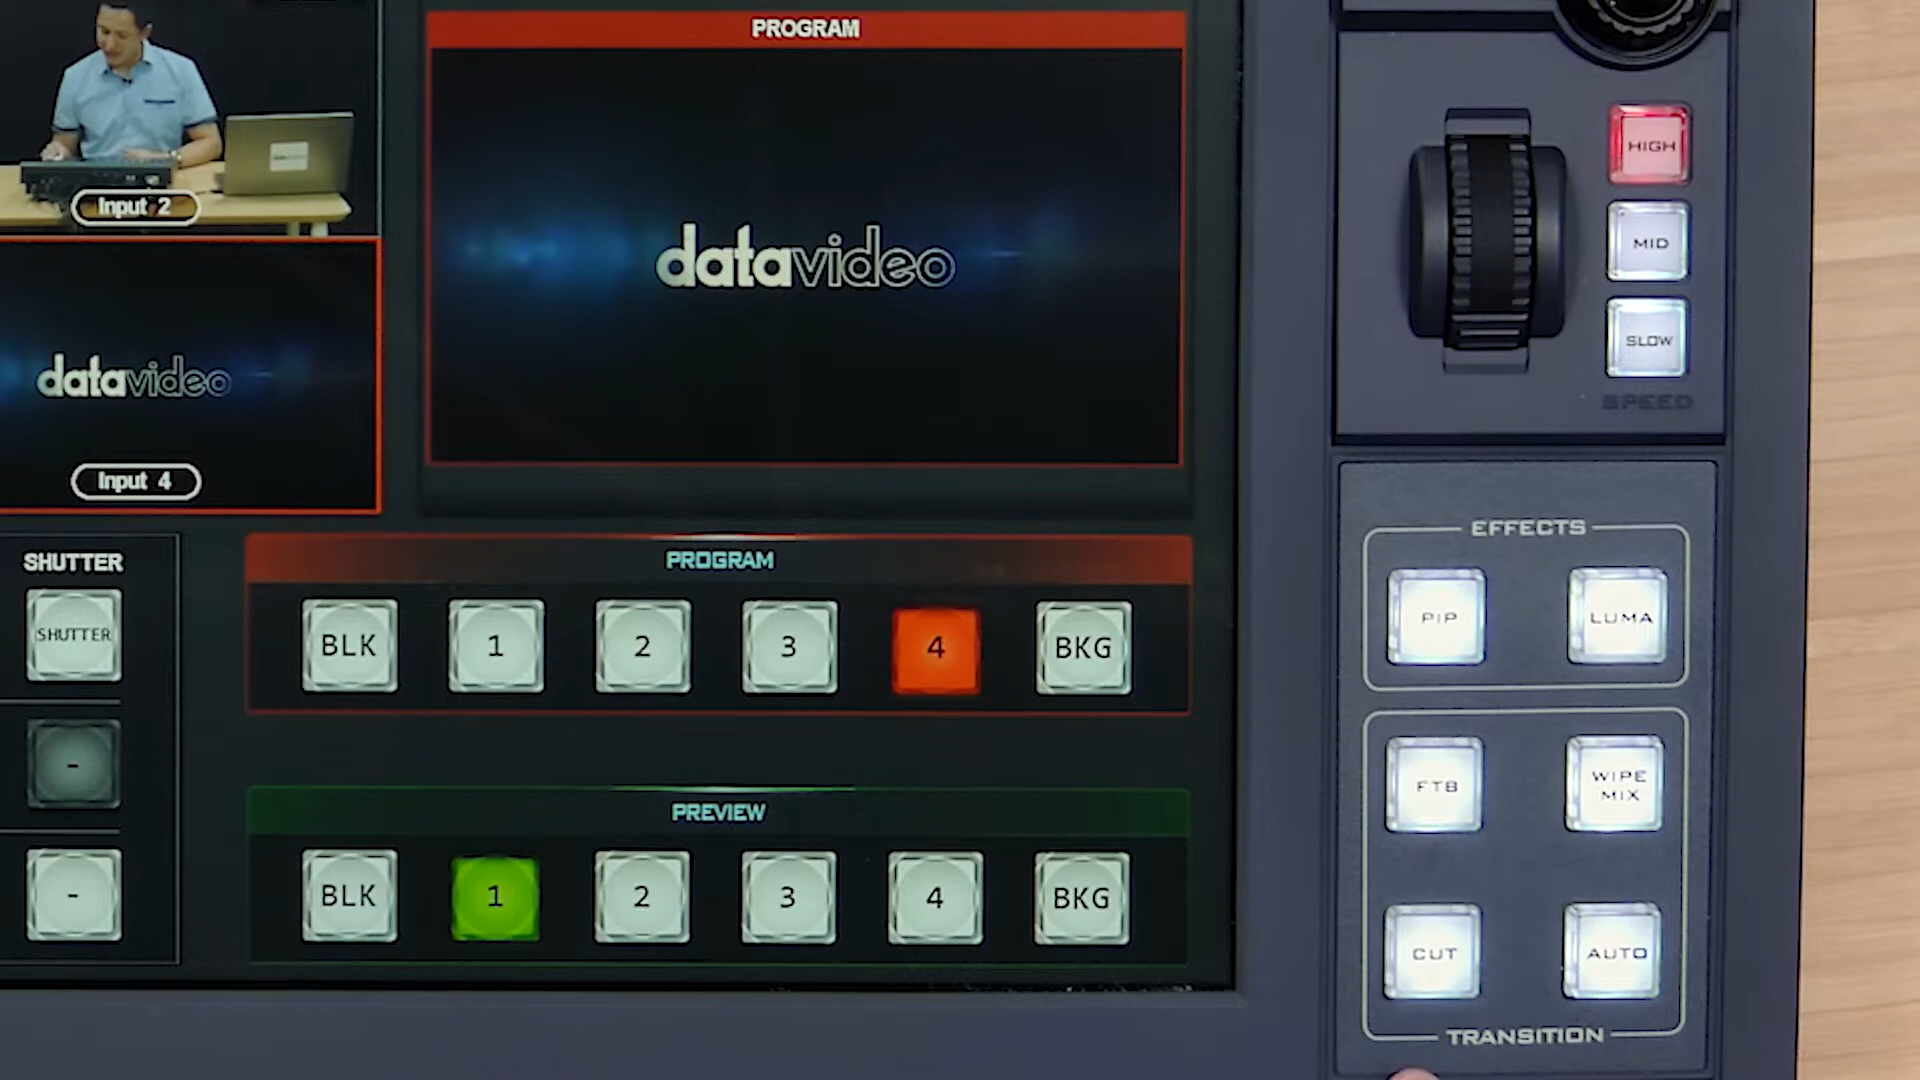 PROGRAM
datavideo
Input 2
datavideo
Input 4
HIGH
MID
SLOW
SPEED
SHUTTER
SHUTTER
-
-
PROGRAM
BLK 1 2 3 4 BKG
PREVIEW
BLK 1 2 3 4 BKG
EFFECTS
PIP LUMA
FTB
WIPE
MIX
CUT AUTO
TRANSITION